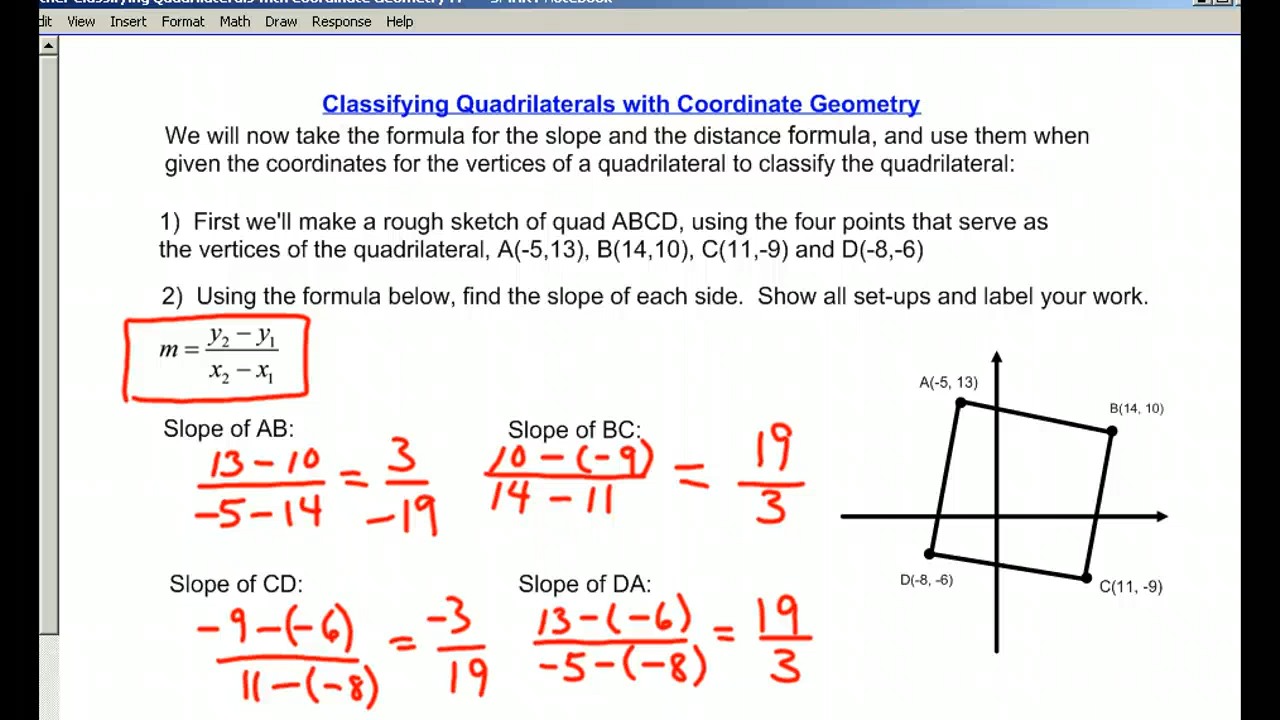 dit View Insert Format Math Draw Response Help
Classifying Quadrilaterals with Coordinate Geometry
We will now take the formula for the slope and the distance formula, and use them when
given the coordinates for the vertices of a quadrilateral to classify the quadrilateral:
1) First we'll make a rough sketch of quad ABCD, using the four points that serve as
the vertices of the quadrilateral, A(-5,13), B(14,10), C(11,-9) and D(-8,-6)
2) Using the formula below, find the slope of each side. Show all set-ups and label your work.
m = (y₂ − y₁) / (x₂ − x₁)
A(-5, 13)
B(14, 10)
D(-8, -6)
C(11, -9)
Slope of AB:
13 - 10 / -5 - 14 = 3 / -19
Slope of BC:
10 - (-9) / 14 - 11 = 19 / 3
Slope of CD:
-9 - (-6) / 11 - (-8) = -3 / 19
Slope of DA:
13 - (-6) / -5 - (-8) = 19 / 3